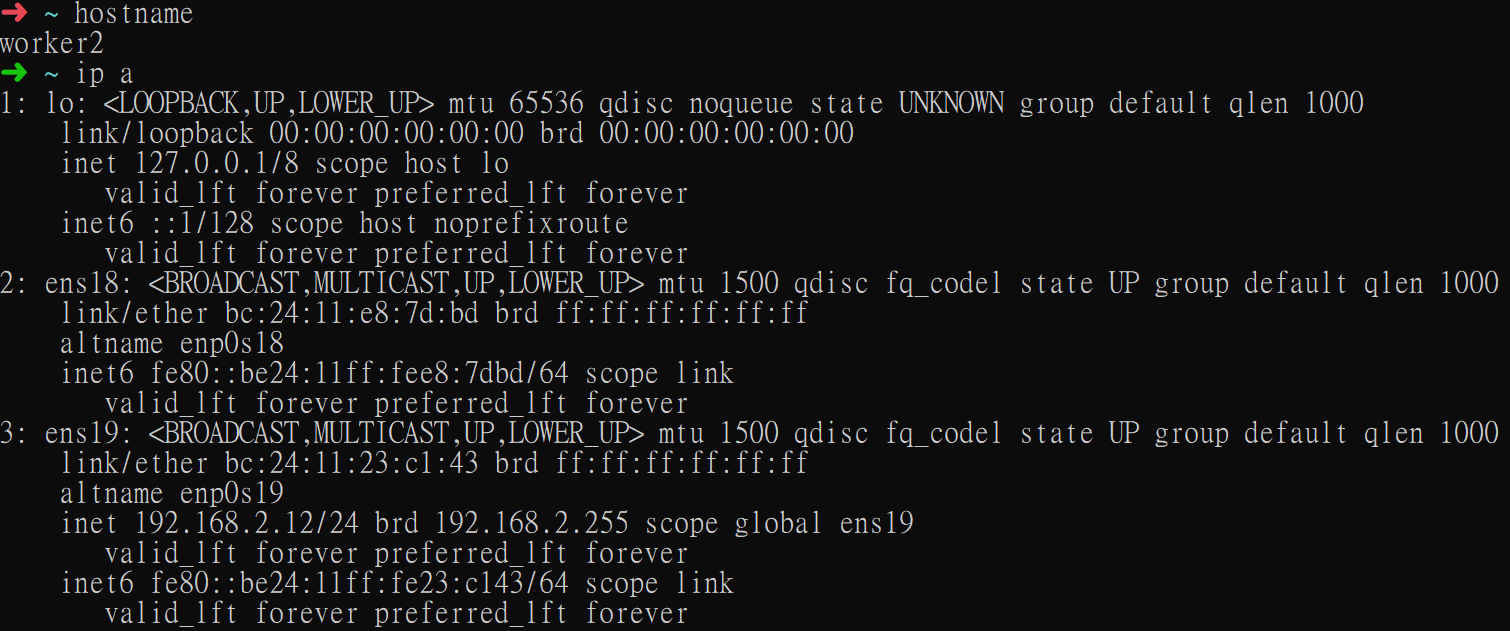 ➜ ~ hostname
worker2
➜ ~ ip a
1: lo: <LOOPBACK,UP,LOWER_UP> mtu 65536 qdisc noqueue state UNKNOWN group default qlen 1000
    link/loopback 00:00:00:00:00:00 brd 00:00:00:00:00:00
    inet 127.0.0.1/8 scope host lo
       valid_lft forever preferred_lft forever
    inet6 ::1/128 scope host noprefixroute
       valid_lft forever preferred_lft forever
2: ens18: <BROADCAST,MULTICAST,UP,LOWER_UP> mtu 1500 qdisc fq_codel state UP group default qlen 1000
    link/ether bc:24:11:e8:7d:bd brd ff:ff:ff:ff:ff:ff
    altname enp0s18
    inet6 fe80::be24:11ff:fee8:7dbd/64 scope link
       valid_lft forever preferred_lft forever
3: ens19: <BROADCAST,MULTICAST,UP,LOWER_UP> mtu 1500 qdisc fq_codel state UP group default qlen 1000
    link/ether bc:24:11:23:c1:43 brd ff:ff:ff:ff:ff:ff
    altname enp0s19
    inet 192.168.2.12/24 brd 192.168.2.255 scope global ens19
       valid_lft forever preferred_lft forever
    inet6 fe80::be24:11ff:fe23:c143/64 scope link
       valid_lft forever preferred_lft forever